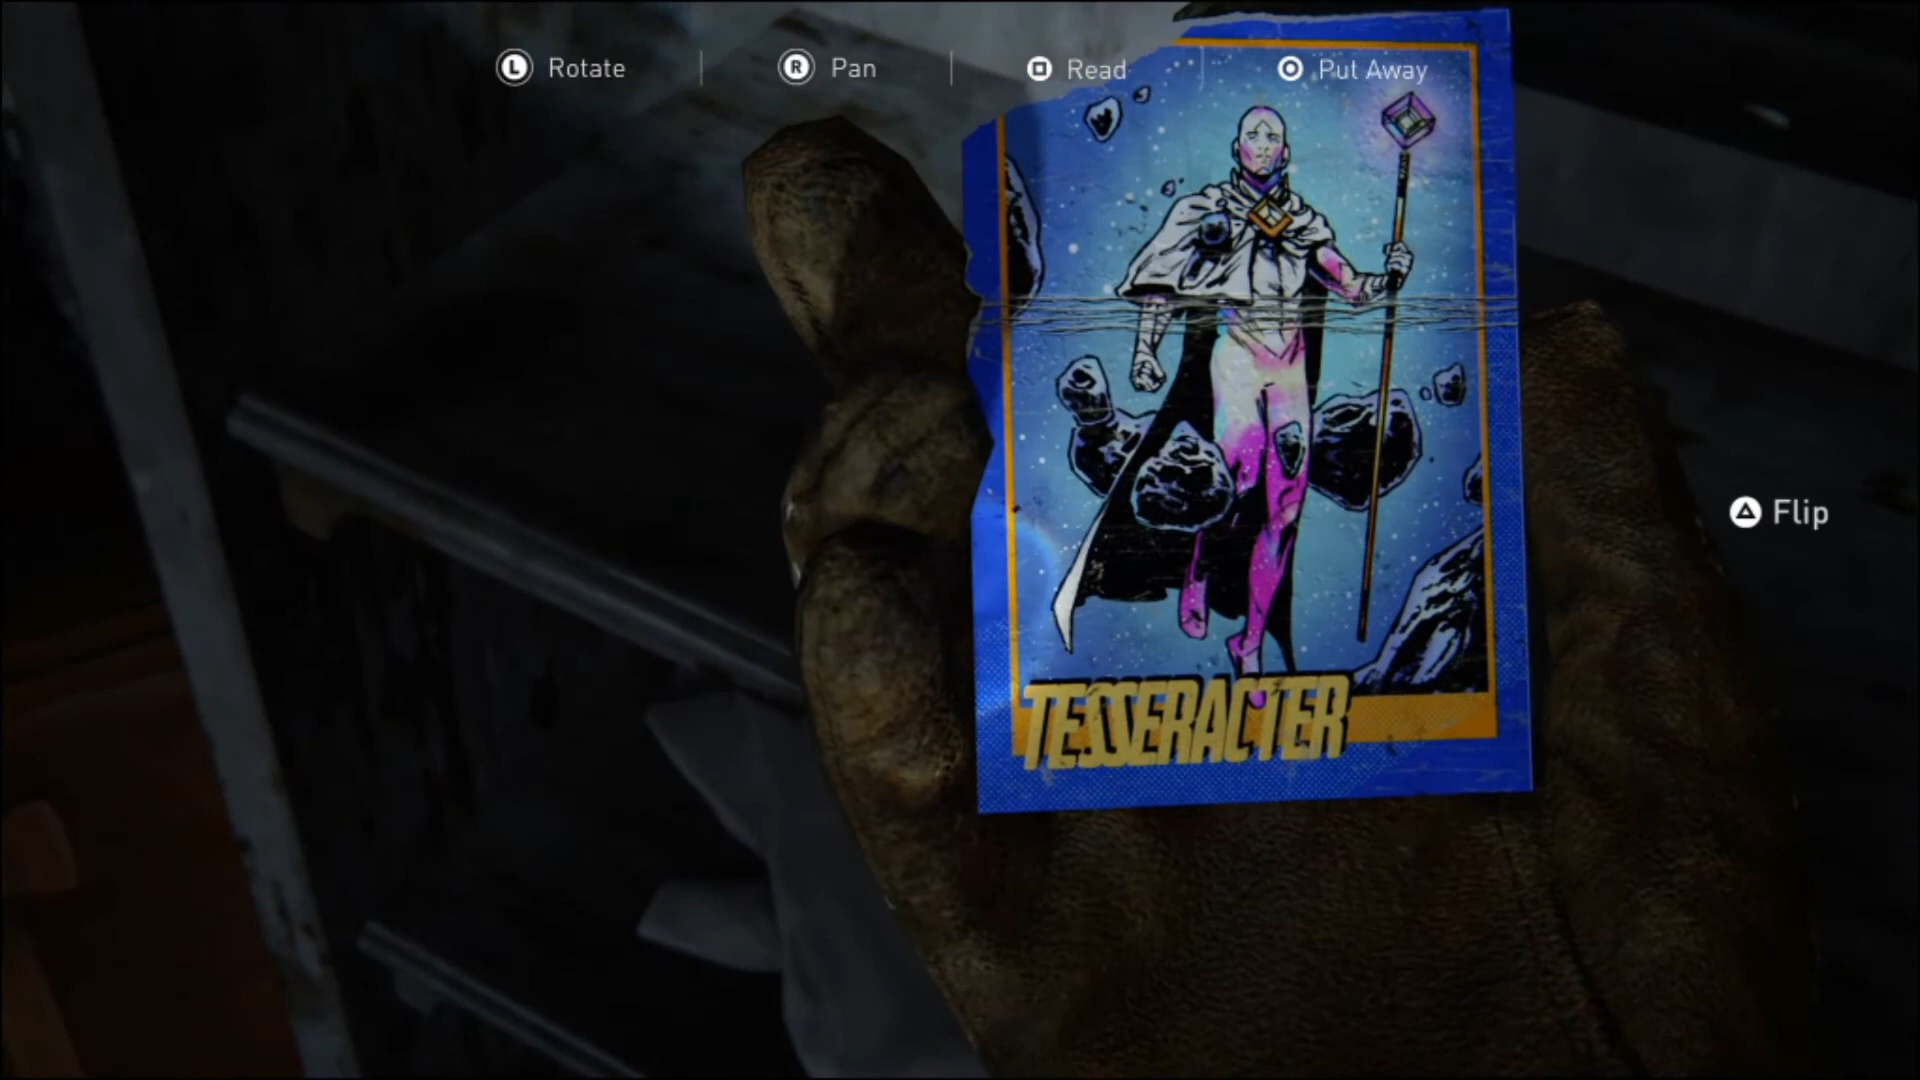 L Rotate
R Pan
Read
Put Away
Flip
TESSERACTER